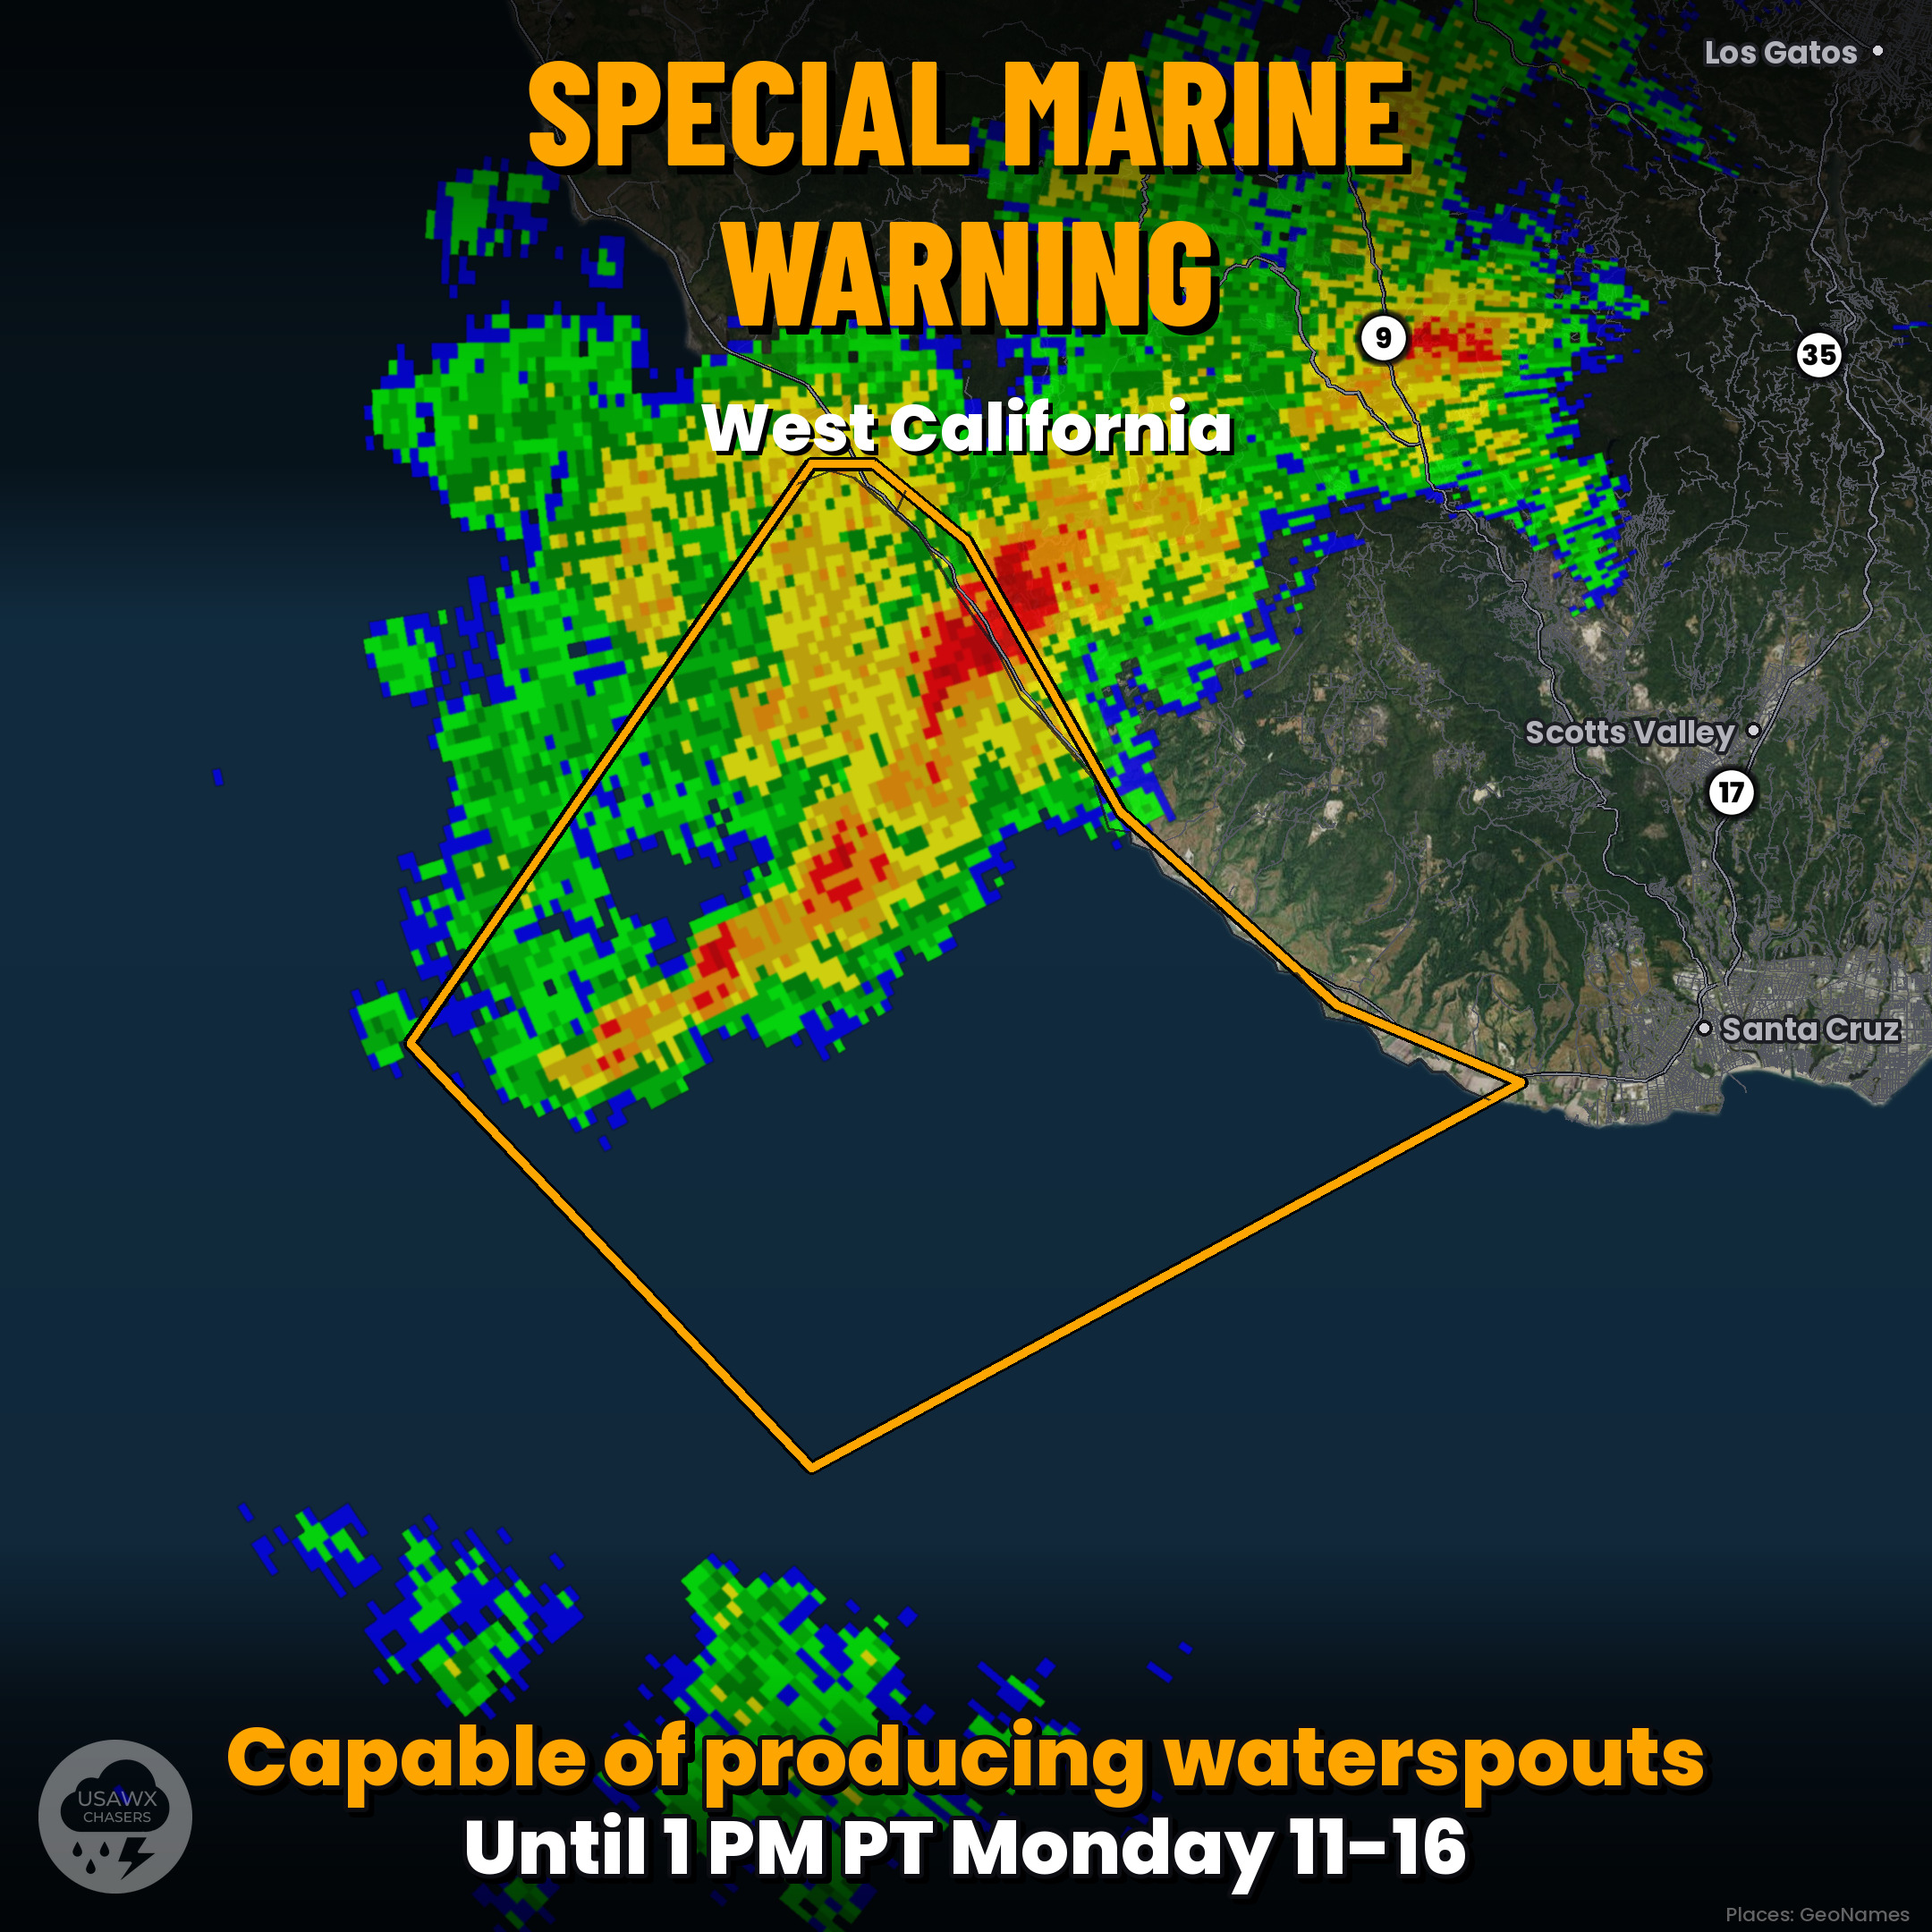 Los Gatos
SPECIAL MARINE
WARNING
9
35
West California
Scotts Valley
17
Santa Cruz
Capable of producing waterspouts
USAWX
CHASERS
Until 1 PM PT Monday 11-16
Places: GeoNames